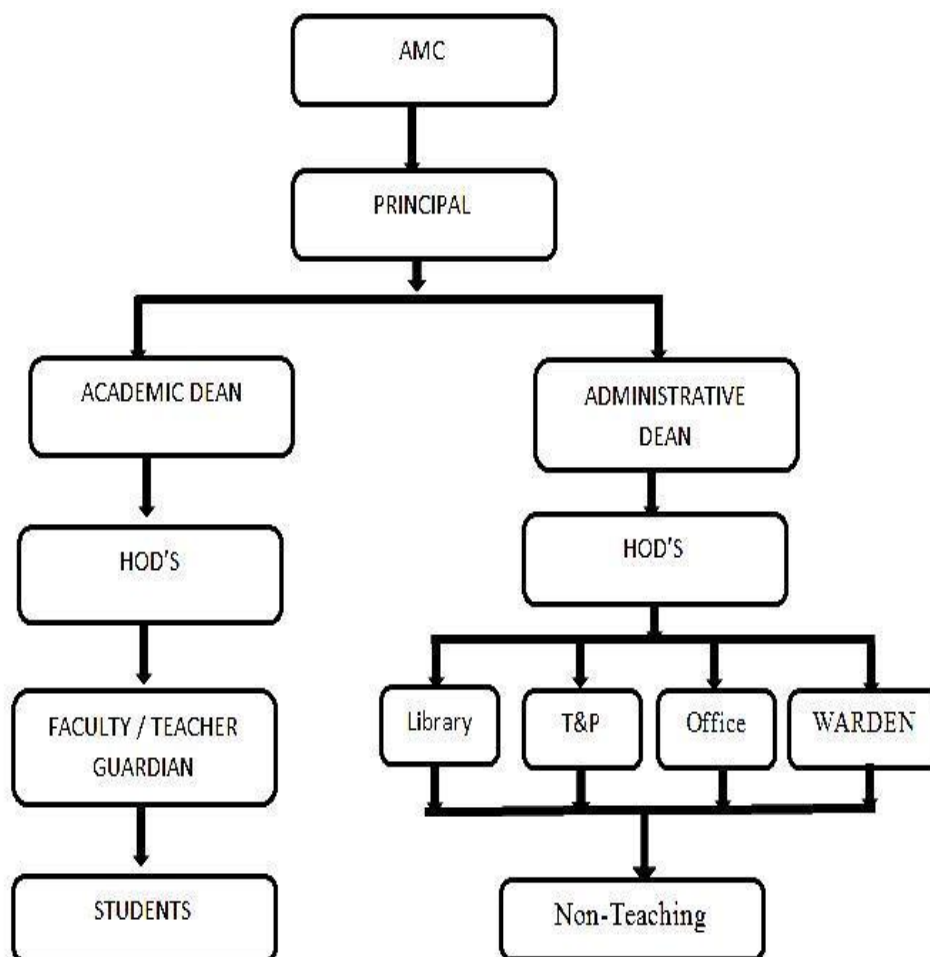 AMC
PRINCIPAL
ACADEMIC DEAN
ADMINISTRATIVE
DEAN
HOD'S
HOD'S
FACULTY / TEACHER
GUARDIAN
Library
T&P
Office
WARDEN
STUDENTS
Non-Teaching